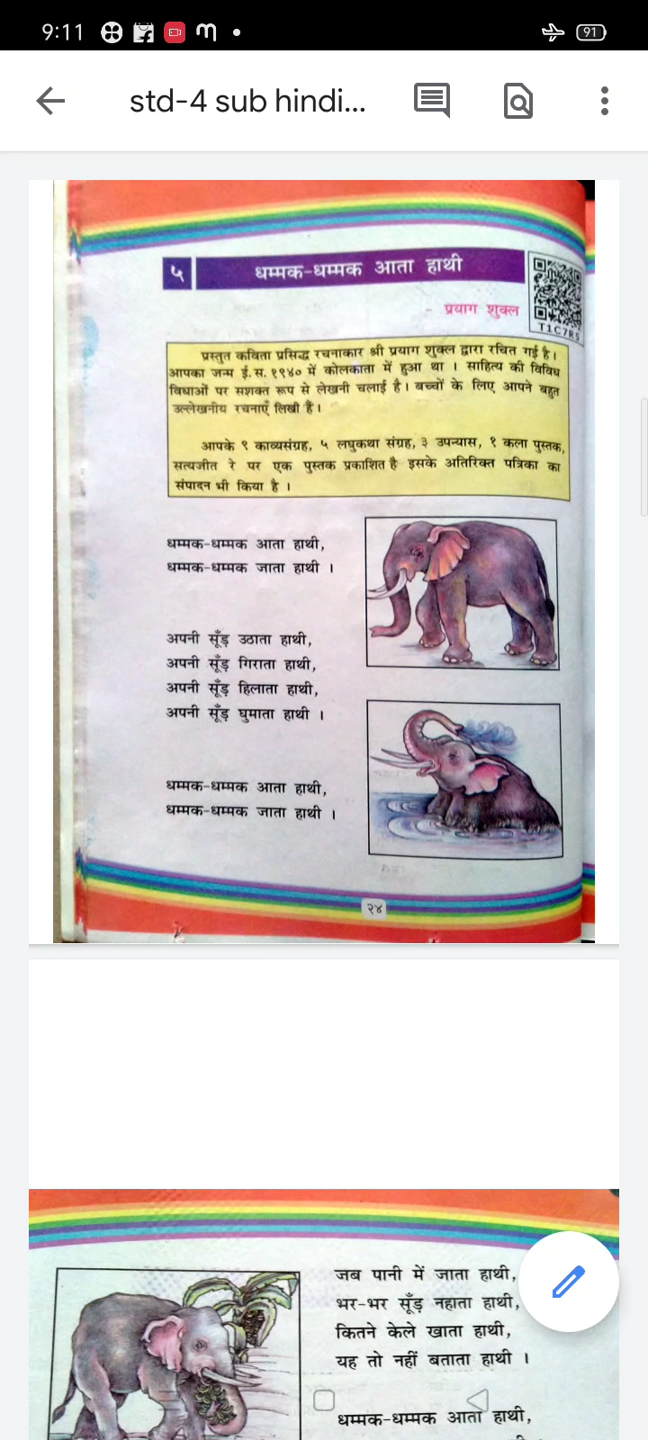 9:11
91
std-4 sub hindi...
५
धम्मक-धम्मक आता हाथी
- प्रयाग शुक्ल
T1C7R5
प्रस्तुत कविता प्रसिद्ध रचनाकार श्री प्रयाग शुक्ल द्वारा रचित गई है।
आपका जन्म ई.स. १९४० में कोलकाता में हुआ था । साहित्य की विविध
विधाओं पर सशक्त रूप से लेखनी चलाई है। बच्चों के लिए आपने बहुत
उल्लेखनीय रचनाएँ लिखी हैं।
आपके ९ काव्यसंग्रह, ५ लघुकथा संग्रह, ३ उपन्यास, १ कला पुस्तक,
सत्यजीत रे पर एक पुस्तक प्रकाशित है इसके अतिरिक्त पत्रिका का
संपादन भी किया है ।
धम्मक-धम्मक आता हाथी,
धम्मक-धम्मक जाता हाथी ।
अपनी सूँड़ उठाता हाथी,
अपनी सूँड़ गिराता हाथी,
अपनी सूँड़ हिलाता हाथी,
अपनी सूँड़ घुमाता हाथी ।
धम्मक-धम्मक आता हाथी,
धम्मक-धम्मक जाता हाथी ।
२४
जब पानी में जाता हाथी,
भर-भर सूँड़ नहाता हाथी,
कितने केले खाता हाथी,
यह तो नहीं बताता हाथी ।
धम्मक-धम्मक आता हाथी,